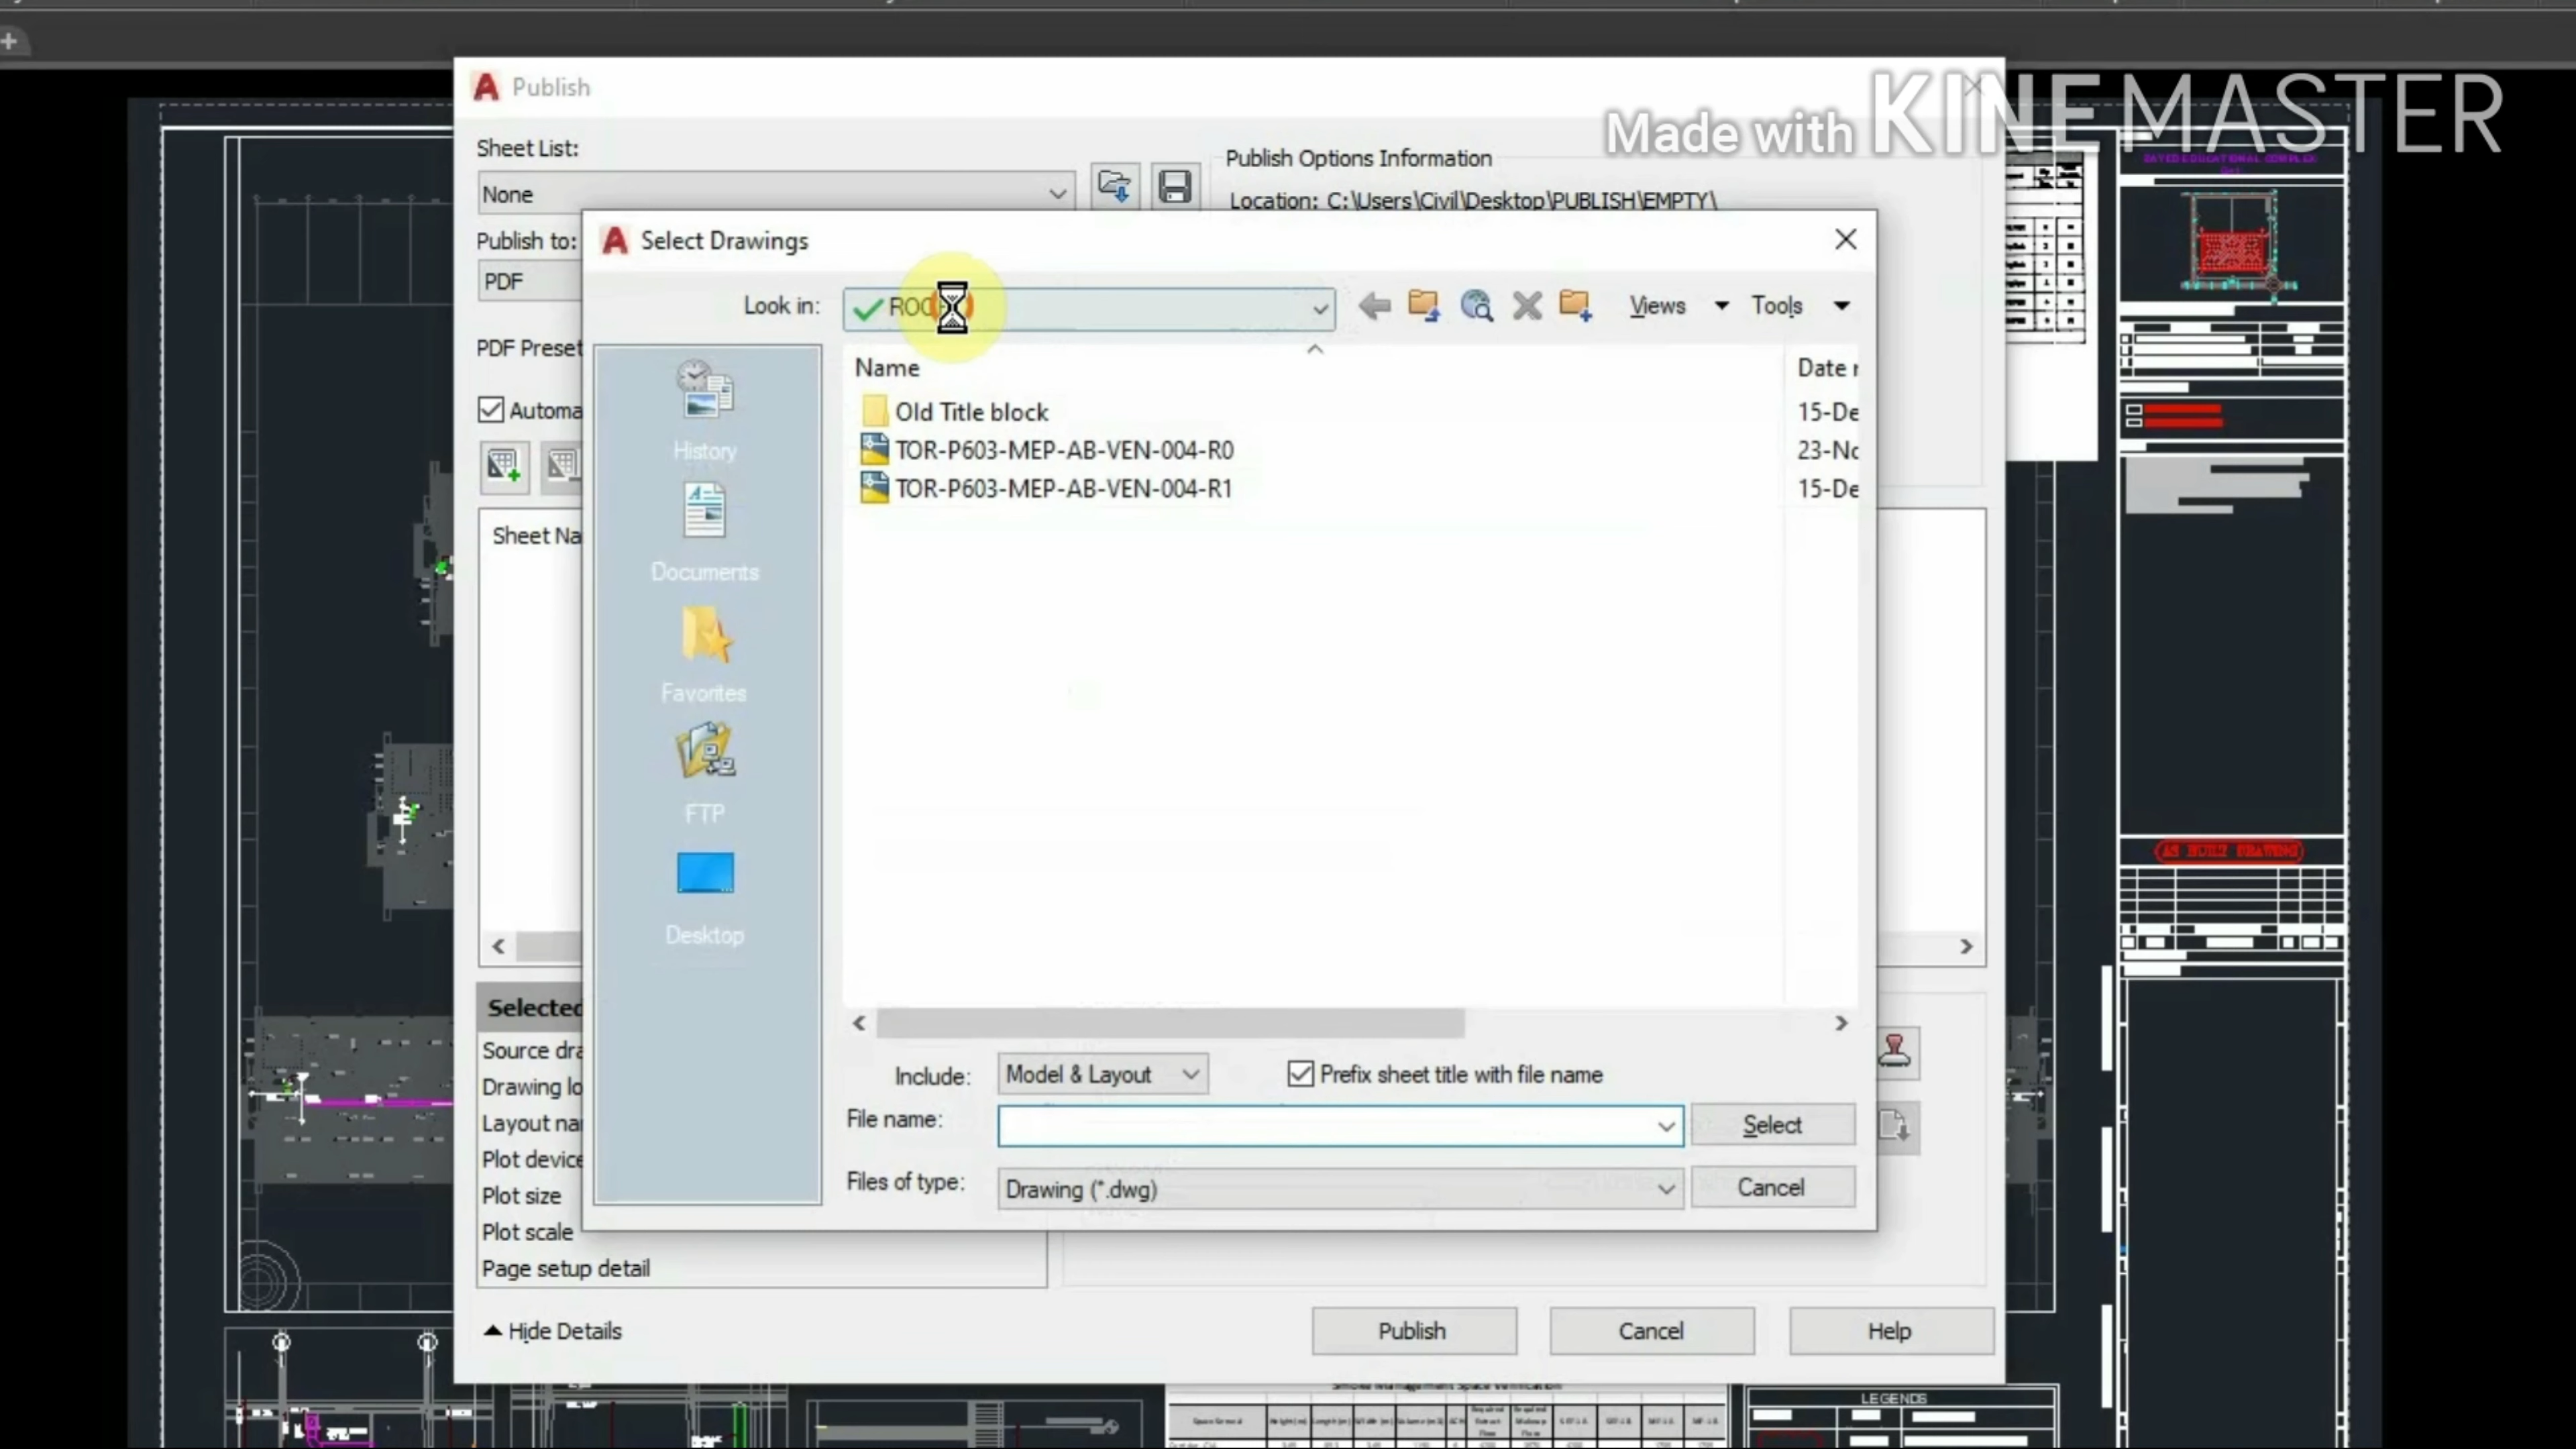 Publish
Made with KINEMASTER
Sheet List:
Publish Options Information
None
Location: C:\Users\Civil\Desktop\PUBLISH\EMPTY\
Publish to:
PDF
Select Drawings
Look in:
Views
Tools
PDF Preset
Name
Date r
Automa
Old Title block
15-De
History
TOR-P603-MEP-AB-VEN-004-R0
23-Nc
TOR-P603-MEP-AB-VEN-004-R1
15-De
Sheet Na
Documents
Favorites
FTP
AS BUILT DRAWING
Desktop
Selected
Source dra
Include:
Model & Layout
Prefix sheet title with file name
Drawing lo
File name:
Select
Layout nar
Plot device
Files of type:
Drawing (*.dwg)
Cancel
Plot size
Plot scale
Page setup detail
Hide Details
Publish
Cancel
Help
LEGENDS